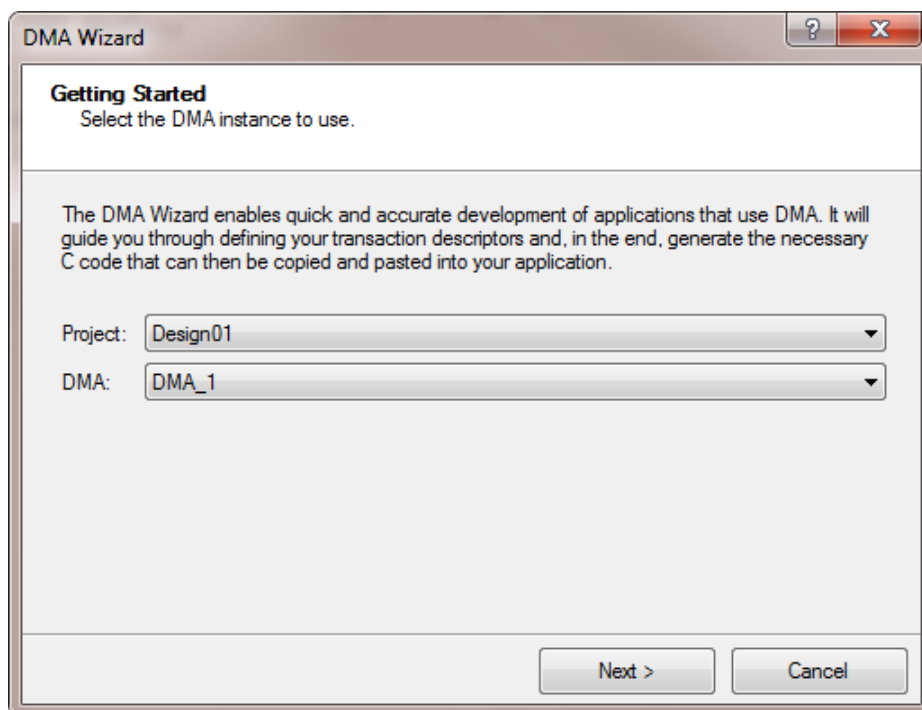 DMA Wizard
?
X
Getting Started
Select the DMA instance to use.
The DMA Wizard enables quick and accurate development of applications that use DMA. It will
guide you through defining your transaction descriptors and, in the end, generate the necessary
C code that can then be copied and pasted into your application.
Project: Design01
DMA: DMA_1
Next > Cancel